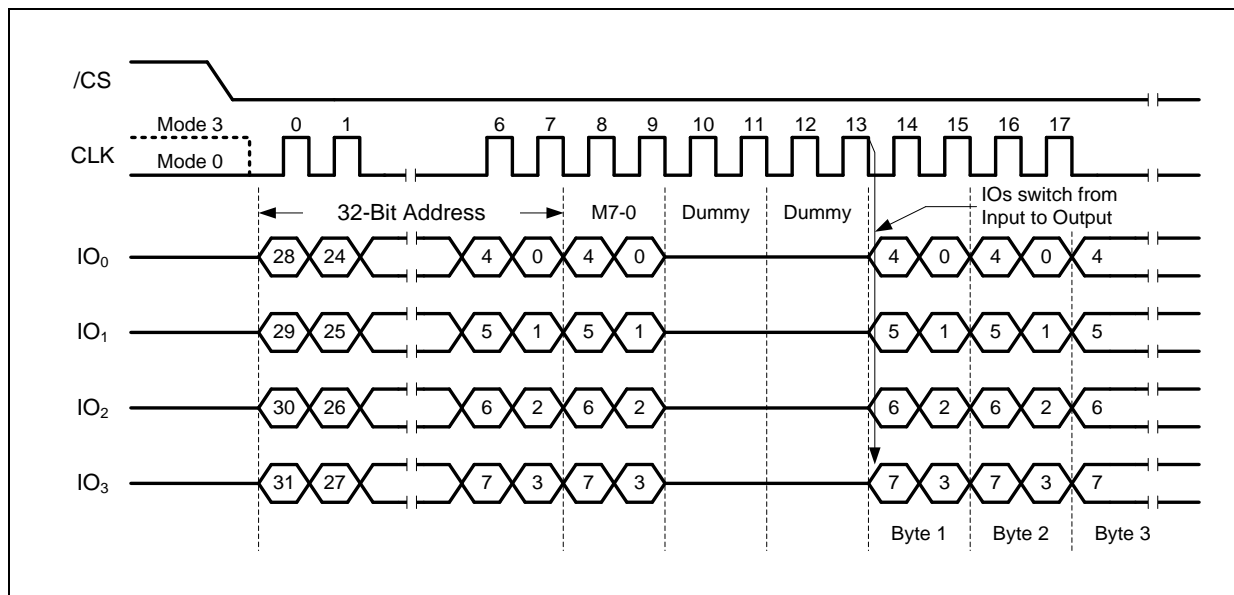 /CS
Mode 3
CLK
Mode 0
0 1 6 7 8 9 10 11 12 13 14 15 16 17
32-Bit Address M7-0 Dummy Dummy
IOs switch from
Input to Output
IO₀ 28 24 4 0 4 0 4 0 4 0 4
IO₁ 29 25 5 1 5 1 5 1 5 1 5
IO₂ 30 26 6 2 6 2 6 2 6 2 6
IO₃ 31 27 7 3 7 3 7 3 7 3 7
Byte 1 Byte 2 Byte 3